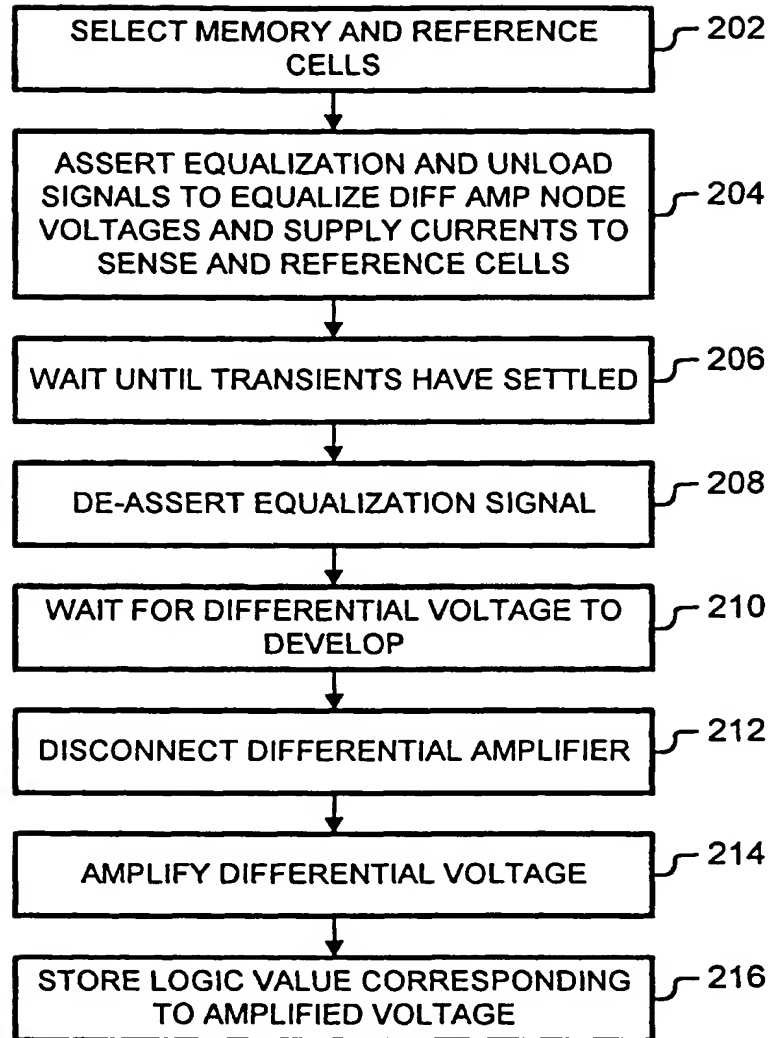 SELECT MEMORY AND REFERENCE
CELLS
202
ASSERT EQUALIZATION AND UNLOAD
SIGNALS TO EQUALIZE DIFF AMP NODE
VOLTAGES AND SUPPLY CURRENTS TO
SENSE AND REFERENCE CELLS
204
WAIT UNTIL TRANSIENTS HAVE SETTLED
206
DE-ASSERT EQUALIZATION SIGNAL
208
WAIT FOR DIFFERENTIAL VOLTAGE TO
DEVELOP
210
DISCONNECT DIFFERENTIAL AMPLIFIER
212
AMPLIFY DIFFERENTIAL VOLTAGE
214
STORE LOGIC VALUE CORRESPONDING
TO AMPLIFIED VOLTAGE
216